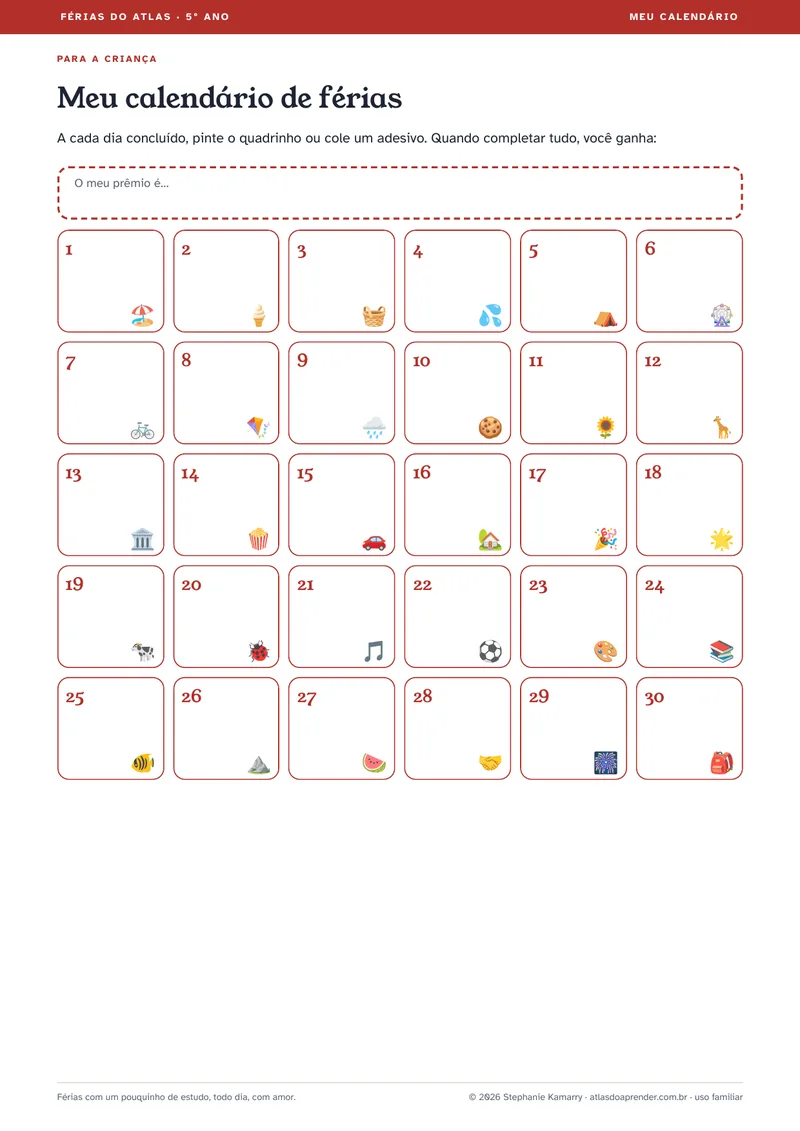 FÉRIAS DO ATLAS · 5º ANO
MEU CALENDÁRIO
PARA A CRIANÇA
Meu calendário de férias
A cada dia concluído, pinte o quadrinho ou cole um adesivo. Quando completar tudo, você ganha:
O meu prêmio é...
1 2 3 4 5 6
7 8 9 10 11 12
13 14 15 16 17 18
19 20 21 22 23 24
25 26 27 28 29 30
Férias com um pouquinho de estudo, todo dia, com amor.
© 2026 Stephanie Kamarry · atlasdoaprender.com.br · uso familiar